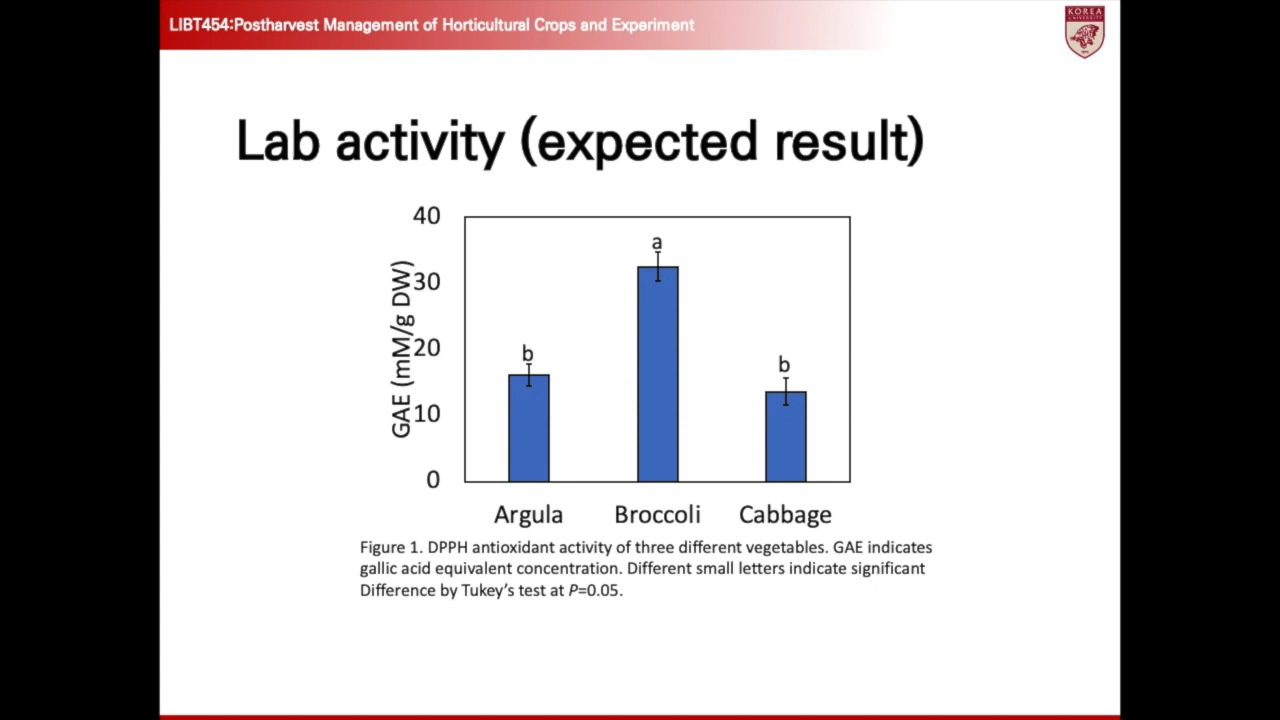 LIBT454:Postharvest Management of Horticultural Crops and Experiment
KOREA
UNIVERSITY
Lab activity (expected result)
GAE (mM/g DW)
40
30
20
10
0
b
a
b
Argula
Broccoli
Cabbage
Figure 1. DPPH antioxidant activity of three different vegetables. GAE indicates
gallic acid equivalent concentration. Different small letters indicate significant
Difference by Tukey's test at P=0.05.